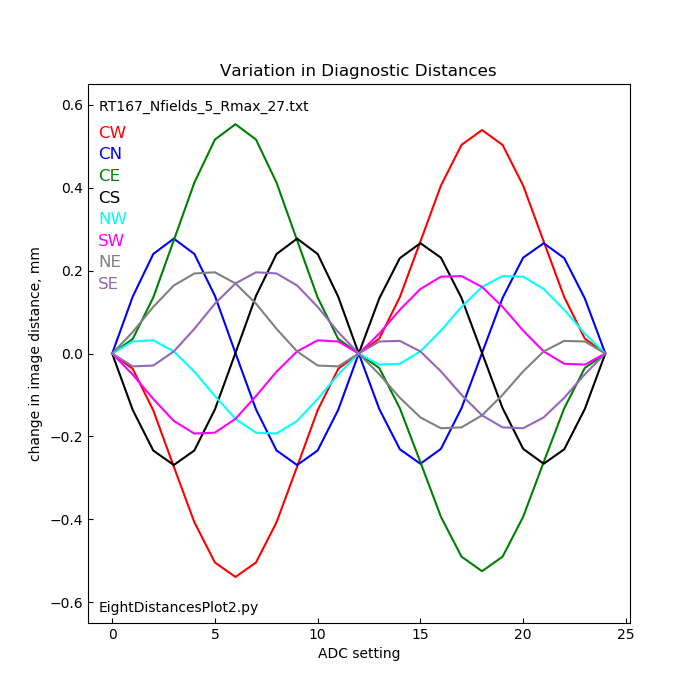 Variation in Diagnostic Distances
RT167_Nfields_5_Rmax_27.txt
CW
CN
CE
CS
NW
SW
NE
SE
EightDistancesPlot2.py
change in image distance, mm
0.6
0.4
0.2
0.0
−0.2
−0.4
−0.6
0 5 10 15 20 25
ADC setting